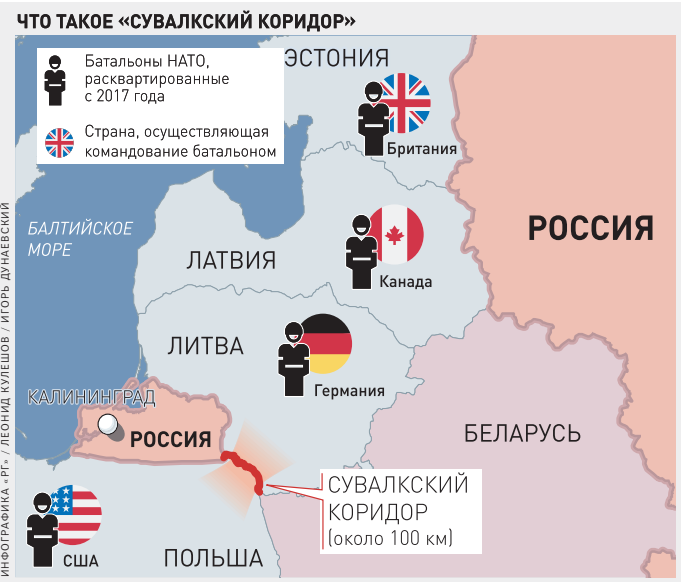 ЧТО ТАКОЕ «СУВАЛКСКИЙ КОРИДОР»
Батальоны НАТО,
расквартированные
с 2017 года
Страна, осуществляющая
командование батальоном
ЭСТОНИЯ
Британия
БАЛТИЙСКОЕ
МОРЕ
РОССИЯ
ЛАТВИЯ
Канада
ЛИТВА
Германия
КАЛИНИНГРАД
РОССИЯ
БЕЛАРУСЬ
СУВАЛКСКИЙ
КОРИДОР
(около 100 км)
США
ПОЛЬША
ИНФОГРАФИКА «РГ» / ЛЕОНИД КУЛЕШОВ / ИГОРЬ ДУНАЕВСКИЙ